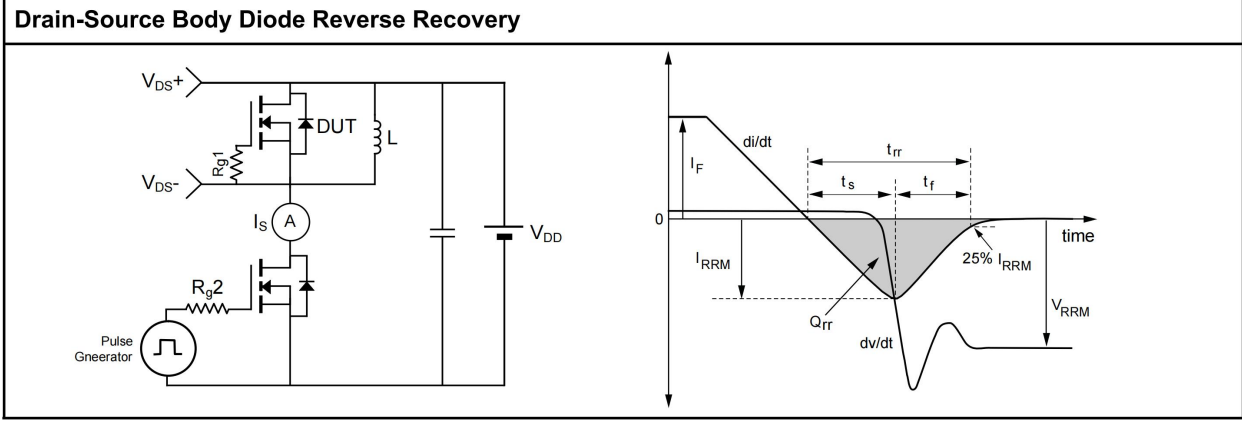 Drain-Source Body Diode Reverse Recovery
VDS+
DUT
L
Rg1
VDS-
IS
A
VDD
Rg2
Pulse
Gneerator
di/dt
trr
IF
ts
tf
0
time
IRRM
25% IRRM
VRRM
Qrr
dv/dt